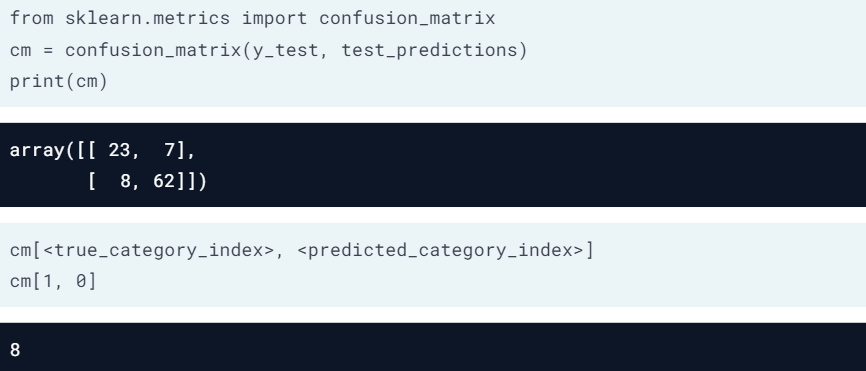 from sklearn.metrics import confusion_matrix
cm = confusion_matrix(y_test, test_predictions)
print(cm)
array([[ 23,  7],
       [  8, 62]])
cm[<true_category_index>, <predicted_category_index>]
cm[1, 0]
8